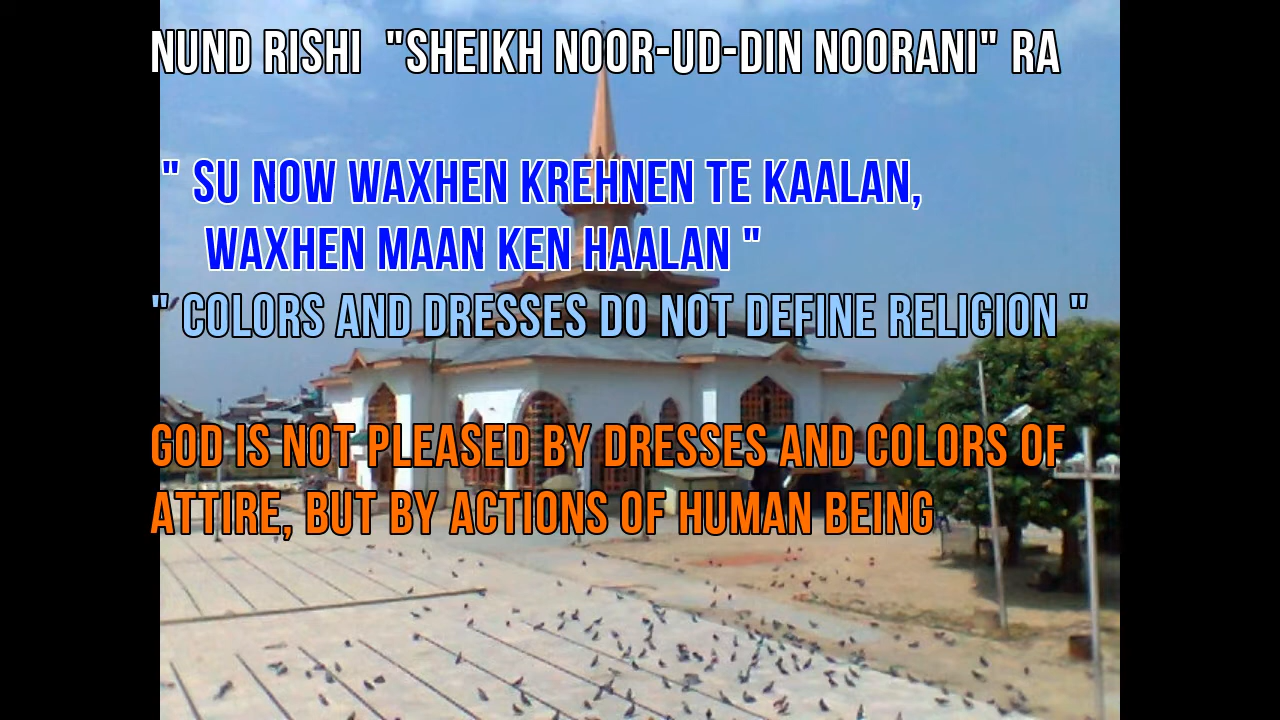 NUND RISHI "SHEIKH NOOR-UD-DIN NOORANI" RA
" SU NOW WAXHEN KREHNEN TE KAALAN,
WAXHEN MAAN KEN HAALAN "
" COLORS AND DRESSES DO NOT DEFINE RELIGION "
GOD IS NOT PLEASED BY DRESSES AND COLORS OF
ATTIRE, BUT BY ACTIONS OF HUMAN BEING